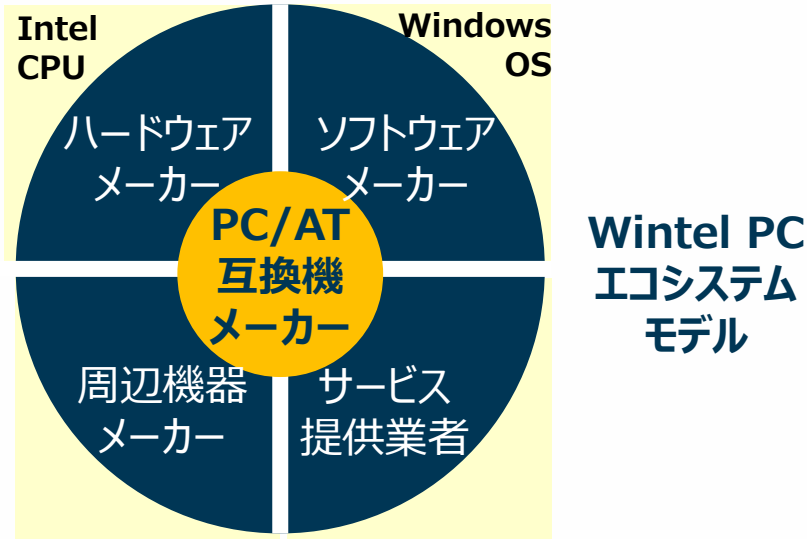 Intel
CPU
Windows
OS
ハードウェア
メーカー
ソフトウェア
メーカー
PC/AT
互換機
メーカー
周辺機器
メーカー
サービス
提供業者
Wintel PC
エコシステム
モデル